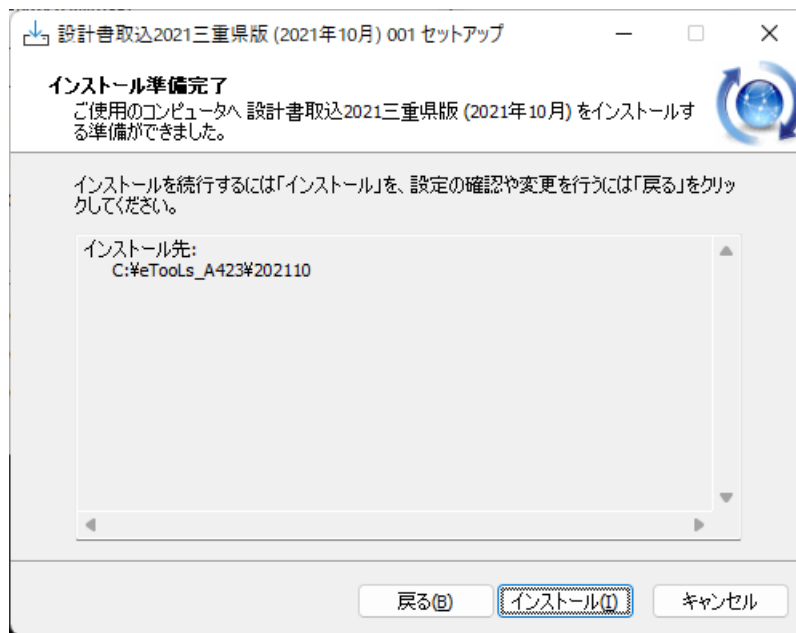 設計書取込2021三重県版 (2021年10月) 001 セットアップ
インストール準備完了
ご使用のコンピュータへ 設計書取込2021三重県版 (2021年10月) をインストールす
る準備ができました。
インストールを続行するには「インストール」を、設定の確認や変更を行うには「戻る」をクリッ
クしてください。
インストール先:
C:¥eTooLs_A423¥202110
戻る(B)
インストール(I)
キャンセル